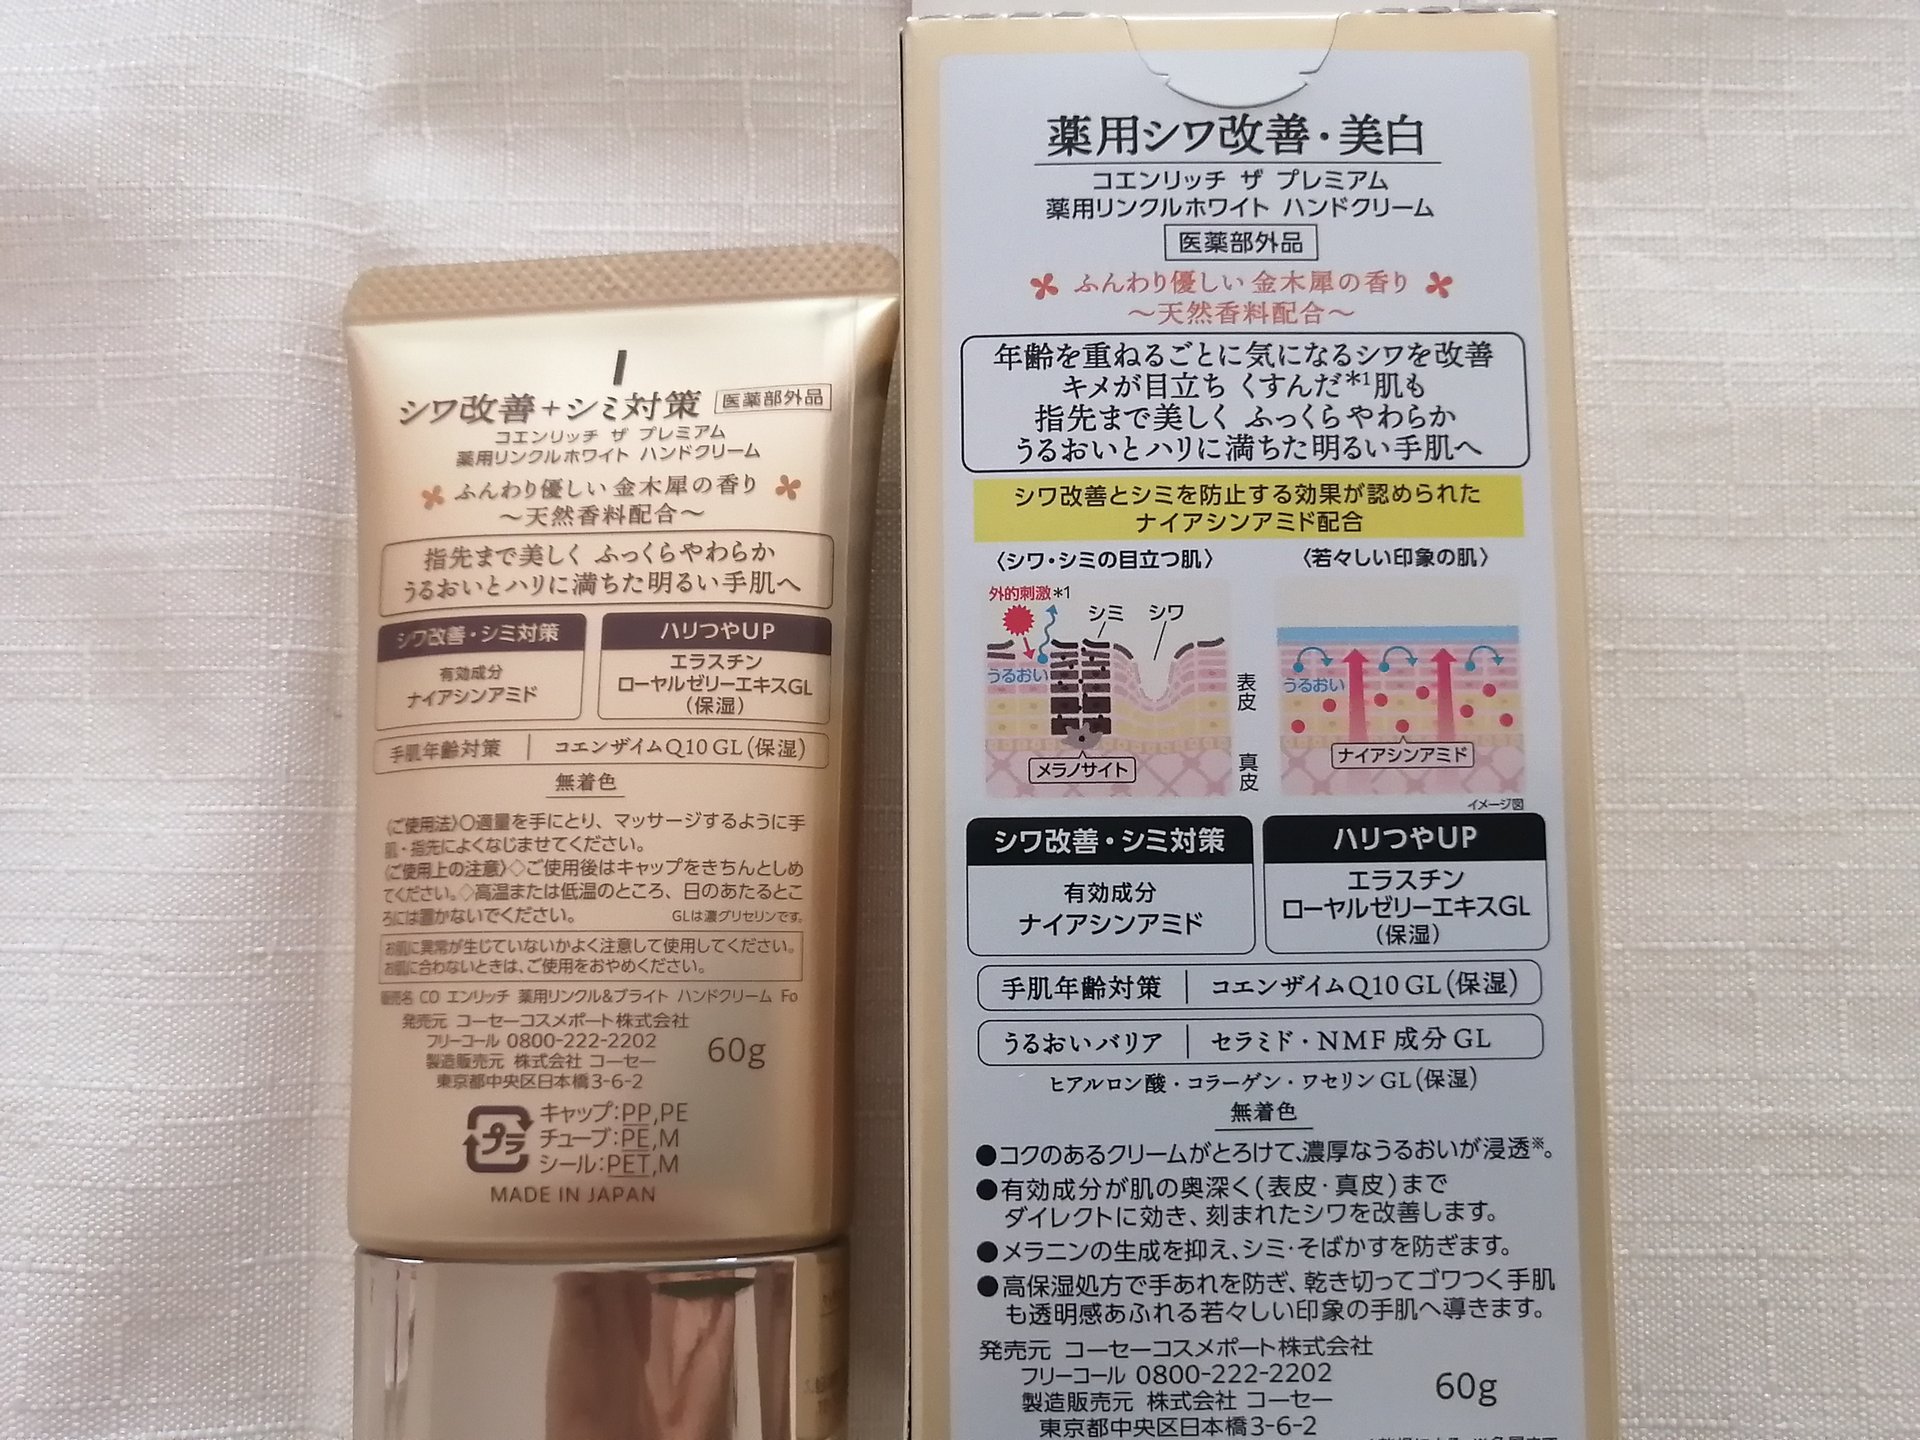 シワ改善+シミ対策 医薬部外品
コエンリッチ ザ プレミアム
薬用リンクルホワイト ハンドクリーム
ふんわり優しい 金木犀の香り
〜天然香料配合〜
指先まで美しく ふっくらやわらか
うるおいとハリに満ちた明るい手肌へ
シワ改善・シミ対策
有効成分
ナイアシンアミド
ハリつやUP
エラスチン
ローヤルゼリーエキスGL
(保湿)
手肌年齢対策 コエンザイムQ10 GL(保湿)
無着色
〈ご使用法〉〇適量を手にとり、マッサージするように手
肌・指先によくなじませてください。
〈ご使用上の注意〉◇ご使用後はキャップをきちんとしめ
てください。◇高温または低温のところ、日のあたるとこ
ろには置かないでください。 GLは濃グリセリンです。
お肌に異常が生じていないかよく注意して使用してください。
お肌に合わないときは、ご使用をおやめください。
販売名 CO エンリッチ 薬用リンクル&ブライト ハンドクリーム Fo
発売元 コーセーコスメポート株式会社
フリーコール 0800-222-2202
製造販売元 株式会社 コーセー
東京都中央区日本橋3-6-2
60g
プラ
キャップ:PP,PE
チューブ:PE,M
シール:PET,M
MADE IN JAPAN
薬用シワ改善・美白
コエンリッチ ザ プレミアム
薬用リンクルホワイト ハンドクリーム
医薬部外品
ふんわり優しい 金木犀の香り
〜天然香料配合〜
年齢を重ねるごとに気になるシワを改善
キメが目立ち くすんだ*1肌も
指先まで美しく ふっくらやわらか
うるおいとハリに満ちた明るい手肌へ
シワ改善とシミを防止する効果が認められた
ナイアシンアミド配合
〈シワ・シミの目立つ肌〉
外的刺激*1
シミ シワ
うるおい
メラノサイト
表皮
真皮
〈若々しい印象の肌〉
うるおい
ナイアシンアミド
イメージ図
シワ改善・シミ対策
有効成分
ナイアシンアミド
ハリつやUP
エラスチン
ローヤルゼリーエキスGL
(保湿)
手肌年齢対策 コエンザイムQ10 GL(保湿)
うるおいバリア セラミド・NMF成分GL
ヒアルロン酸・コラーゲン・ワセリンGL(保湿)
無着色
●コクのあるクリームがとろけて、濃厚なうるおいが浸透※。
●有効成分が肌の奥深く(表皮・真皮)まで
ダイレクトに効き、刻まれたシワを改善します。
●メラニンの生成を抑え、シミ・そばかすを防ぎます。
●高保湿処方で手あれを防ぎ、乾き切ってゴワつく手肌
も透明感あふれる若々しい印象の手肌へ導きます。
発売元 コーセーコスメポート株式会社
フリーコール 0800-222-2202
製造販売元 株式会社 コーセー
東京都中央区日本橋3-6-2
60g